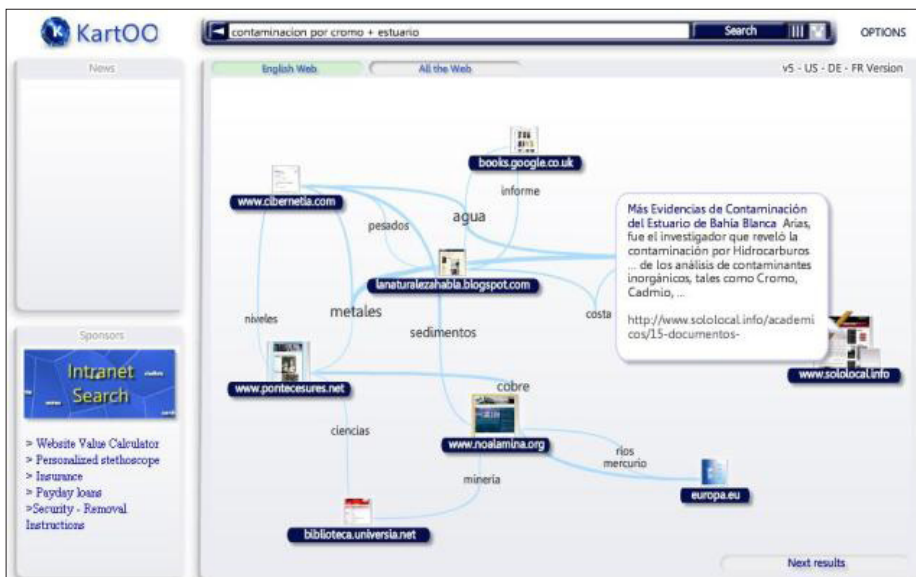 KartOO
contaminacion por cromo + estuario
Search
OPTIONS
News
English Web
All the Web
v5 - US - DE - FR Version
books.google.co.uk
informe
www.cibernetia.com
pesados
agua
Más Evidencias de Contaminación
del Estuario de Bahía Blanca Arias,
fue el investigador que reveló la
contaminación por Hidrocarburos
... de los análisis de contaminantes
inorgánicos, tales como Cromo,
Cadmio, ...
http://www.sololocal.info/academi
cos/15-documentos-
lanaturalezahabla.blogspot.com
niveles
metales
sedimentos
costa
www.sololocal.info
Sponsors
Intranet
Search
www.pontecesures.net
cobre
ciencias
www.noalamina.org
rios
mercurio
mineria
europa.eu
biblioteca.universia.net
> Website Value Calculator
> Personalized stethoscope
> Insurance
> Payday loans
>Security - Removal
Instructions
Next results